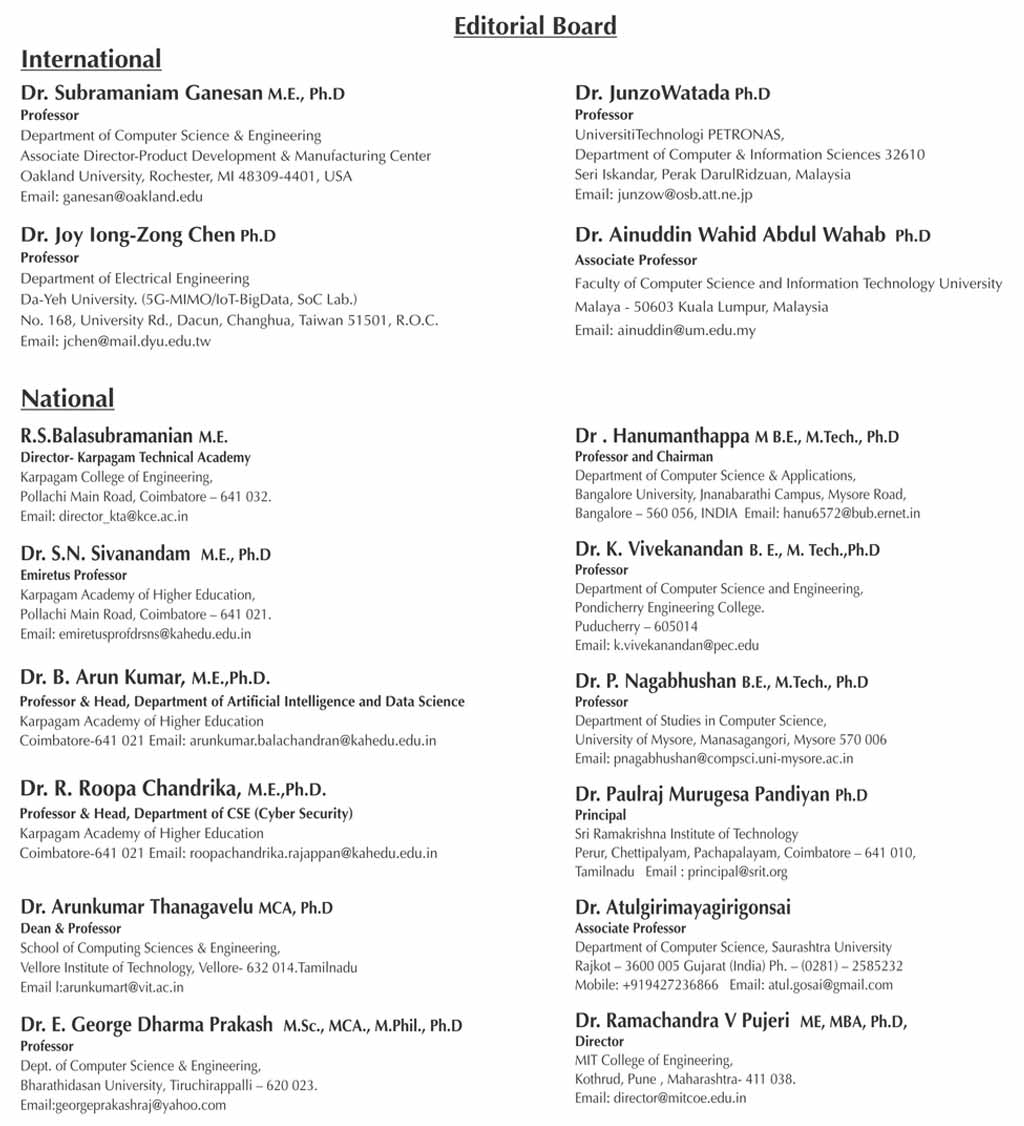 Editorial Board
International
Dr. Subramaniam Ganesan M.E., Ph.D
Professor
Department of Computer Science & Engineering
Associate Director-Product Development & Manufacturing Center
Oakland University, Rochester, MI 48309-4401, USA
Email: ganesan@oakland.edu
Dr. JunzoWatada Ph.D
Professor
UniversitiTechnologi PETRONAS,
Department of Computer & Information Sciences 32610
Seri Iskandar, Perak DarulRidzuan, Malaysia
Email: junzow@osb.att.ne.jp
Dr. Joy Iong-Zong Chen Ph.D
Professor
Department of Electrical Engineering
Da-Yeh University. (5G-MIMO/IoT-BigData, SoC Lab.)
No. 168, University Rd., Dacun, Changhua, Taiwan 51501, R.O.C.
Email: jchen@mail.dyu.edu.tw
Dr. Ainuddin Wahid Abdul Wahab Ph.D
Associate Professor
Faculty of Computer Science and Information Technology University
Malaya - 50603 Kuala Lumpur, Malaysia
Email: ainuddin@um.edu.my
National
R.S.Balasubramanian M.E.
Director- Karpagam Technical Academy
Karpagam College of Engineering,
Pollachi Main Road, Coimbatore – 641 032.
Email: director_kta@kce.ac.in
Dr. S.N. Sivanandam M.E., Ph.D
Emiretus Professor
Karpagam Academy of Higher Education,
Pollachi Main Road, Coimbatore – 641 021.
Email: emiretusprofdrsns@kahedu.edu.in
Dr. B. Arun Kumar, M.E.,Ph.D.
Professor & Head, Department of Artificial Intelligence and Data Science
Karpagam Academy of Higher Education
Coimbatore-641 021 Email: arunkumar.balachandran@kahedu.edu.in
Dr. R. Roopa Chandrika, M.E.,Ph.D.
Professor & Head, Department of CSE (Cyber Security)
Karpagam Academy of Higher Education
Coimbatore-641 021 Email: roopachandrika.rajappan@kahedu.edu.in
Dr. Arunkumar Thanagavelu MCA, Ph.D
Dean & Professor
School of Computing Sciences & Engineering,
Vellore Institute of Technology, Vellore- 632 014.Tamilnadu
Email l:arunkumart@vit.ac.in
Dr. E. George Dharma Prakash M.Sc., MCA., M.Phil., Ph.D
Professor
Dept. of Computer Science & Engineering,
Bharathidasan University, Tiruchirappalli – 620 023.
Email:georgeprakashraj@yahoo.com
Dr . Hanumanthappa M B.E., M.Tech., Ph.D
Professor and Chairman
Department of Computer Science & Applications,
Bangalore University, Jnanabarathi Campus, Mysore Road,
Bangalore – 560 056, INDIA Email: hanu6572@bub.ernet.in
Dr. K. Vivekanandan B. E., M. Tech.,Ph.D
Professor
Department of Computer Science and Engineering,
Pondicherry Engineering College.
Puducherry – 605014
Email: k.vivekanandan@pec.edu
Dr. P. Nagabhushan B.E., M.Tech., Ph.D
Professor
Department of Studies in Computer Science,
University of Mysore, Manasagangori, Mysore 570 006
Email: pnagabhushan@compsci.uni-mysore.ac.in
Dr. Paulraj Murugesa Pandiyan Ph.D
Principal
Sri Ramakrishna Institute of Technology
Perur, Chettipalyam, Pachapalayam, Coimbatore – 641 010,
Tamilnadu Email : principal@srit.org
Dr. Atulgirimayagirigonsai
Associate Professor
Department of Computer Science, Saurashtra University
Rajkot – 3600 005 Gujarat (India) Ph. – (0281) – 2585232
Mobile: +919427236866 Email: atul.gosai@gmail.com
Dr. Ramachandra V Pujeri ME, MBA, Ph.D,
Director
MIT College of Engineering,
Kothrud, Pune , Maharashtra- 411 038.
Email: director@mitcoe.edu.in